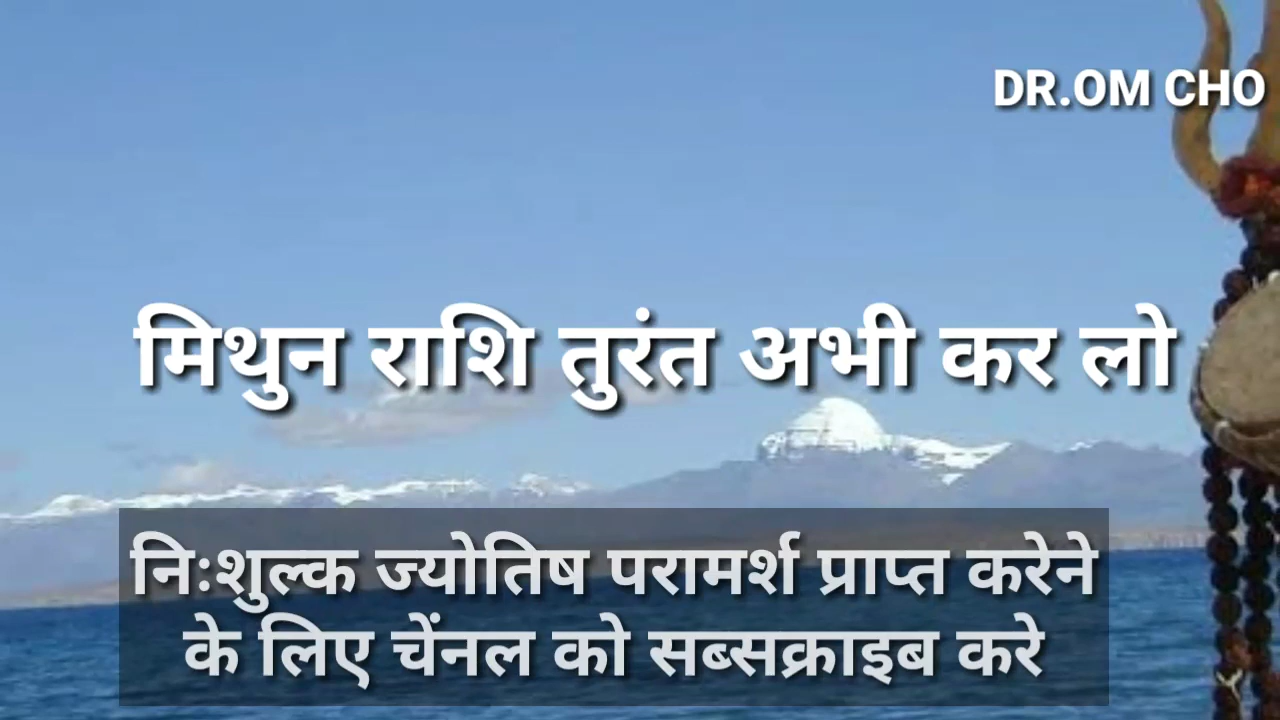 DR.OM CHO
मिथुन राशि तुरंत अभी कर लो
निःशुल्क ज्योतिष परामर्श प्राप्त करेने
के लिए चेंनल को सब्सक्राइब करे